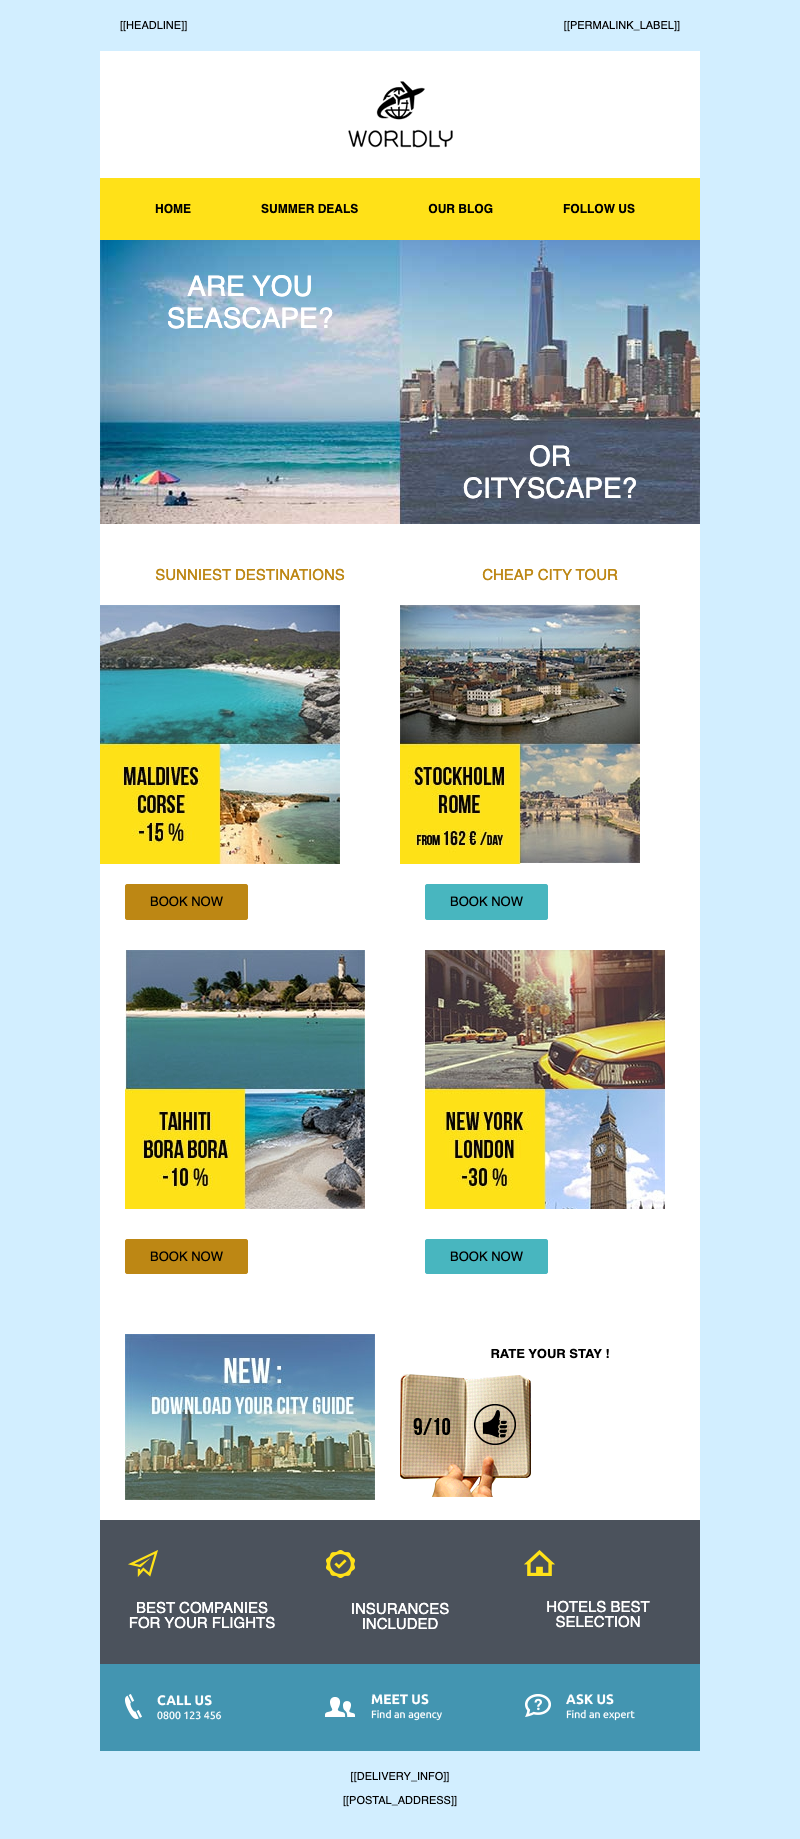 [[HEADLINE]]
[[PERMALINK_LABEL]]
WORLDLY
HOME
SUMMER DEALS
OUR BLOG
FOLLOW US
ARE YOU
SEASCAPE?
OR
CITYSCAPE?
SUNNIEST DESTINATIONS
CHEAP CITY TOUR
MALDIVES
CORSE
-15 %
STOCKHOLM
ROME
FROM 162 € /DAY
BOOK NOW
BOOK NOW
TAIHITI
BORA BORA
-10 %
NEW YORK
LONDON
-30 %
BOOK NOW
BOOK NOW
NEW :
DOWNLOAD YOUR CITY GUIDE
RATE YOUR STAY !
9/10
BEST COMPANIES
FOR YOUR FLIGHTS
INSURANCES
INCLUDED
HOTELS BEST
SELECTION
CALL US
0800 123 456
MEET US
Find an agency
ASK US
Find an expert
[[DELIVERY_INFO]]
[[POSTAL_ADDRESS]]